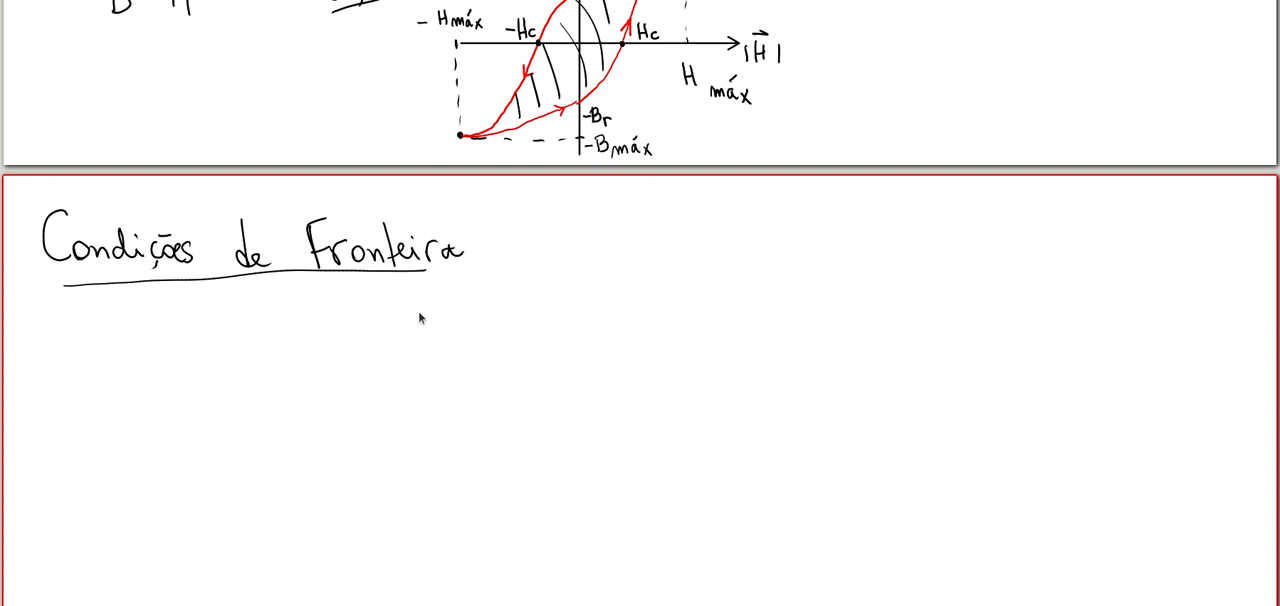 - Hmáx
-Hc
Hc
|H⃗|
H máx
-Br
-Bmáx
Condições de Fronteira